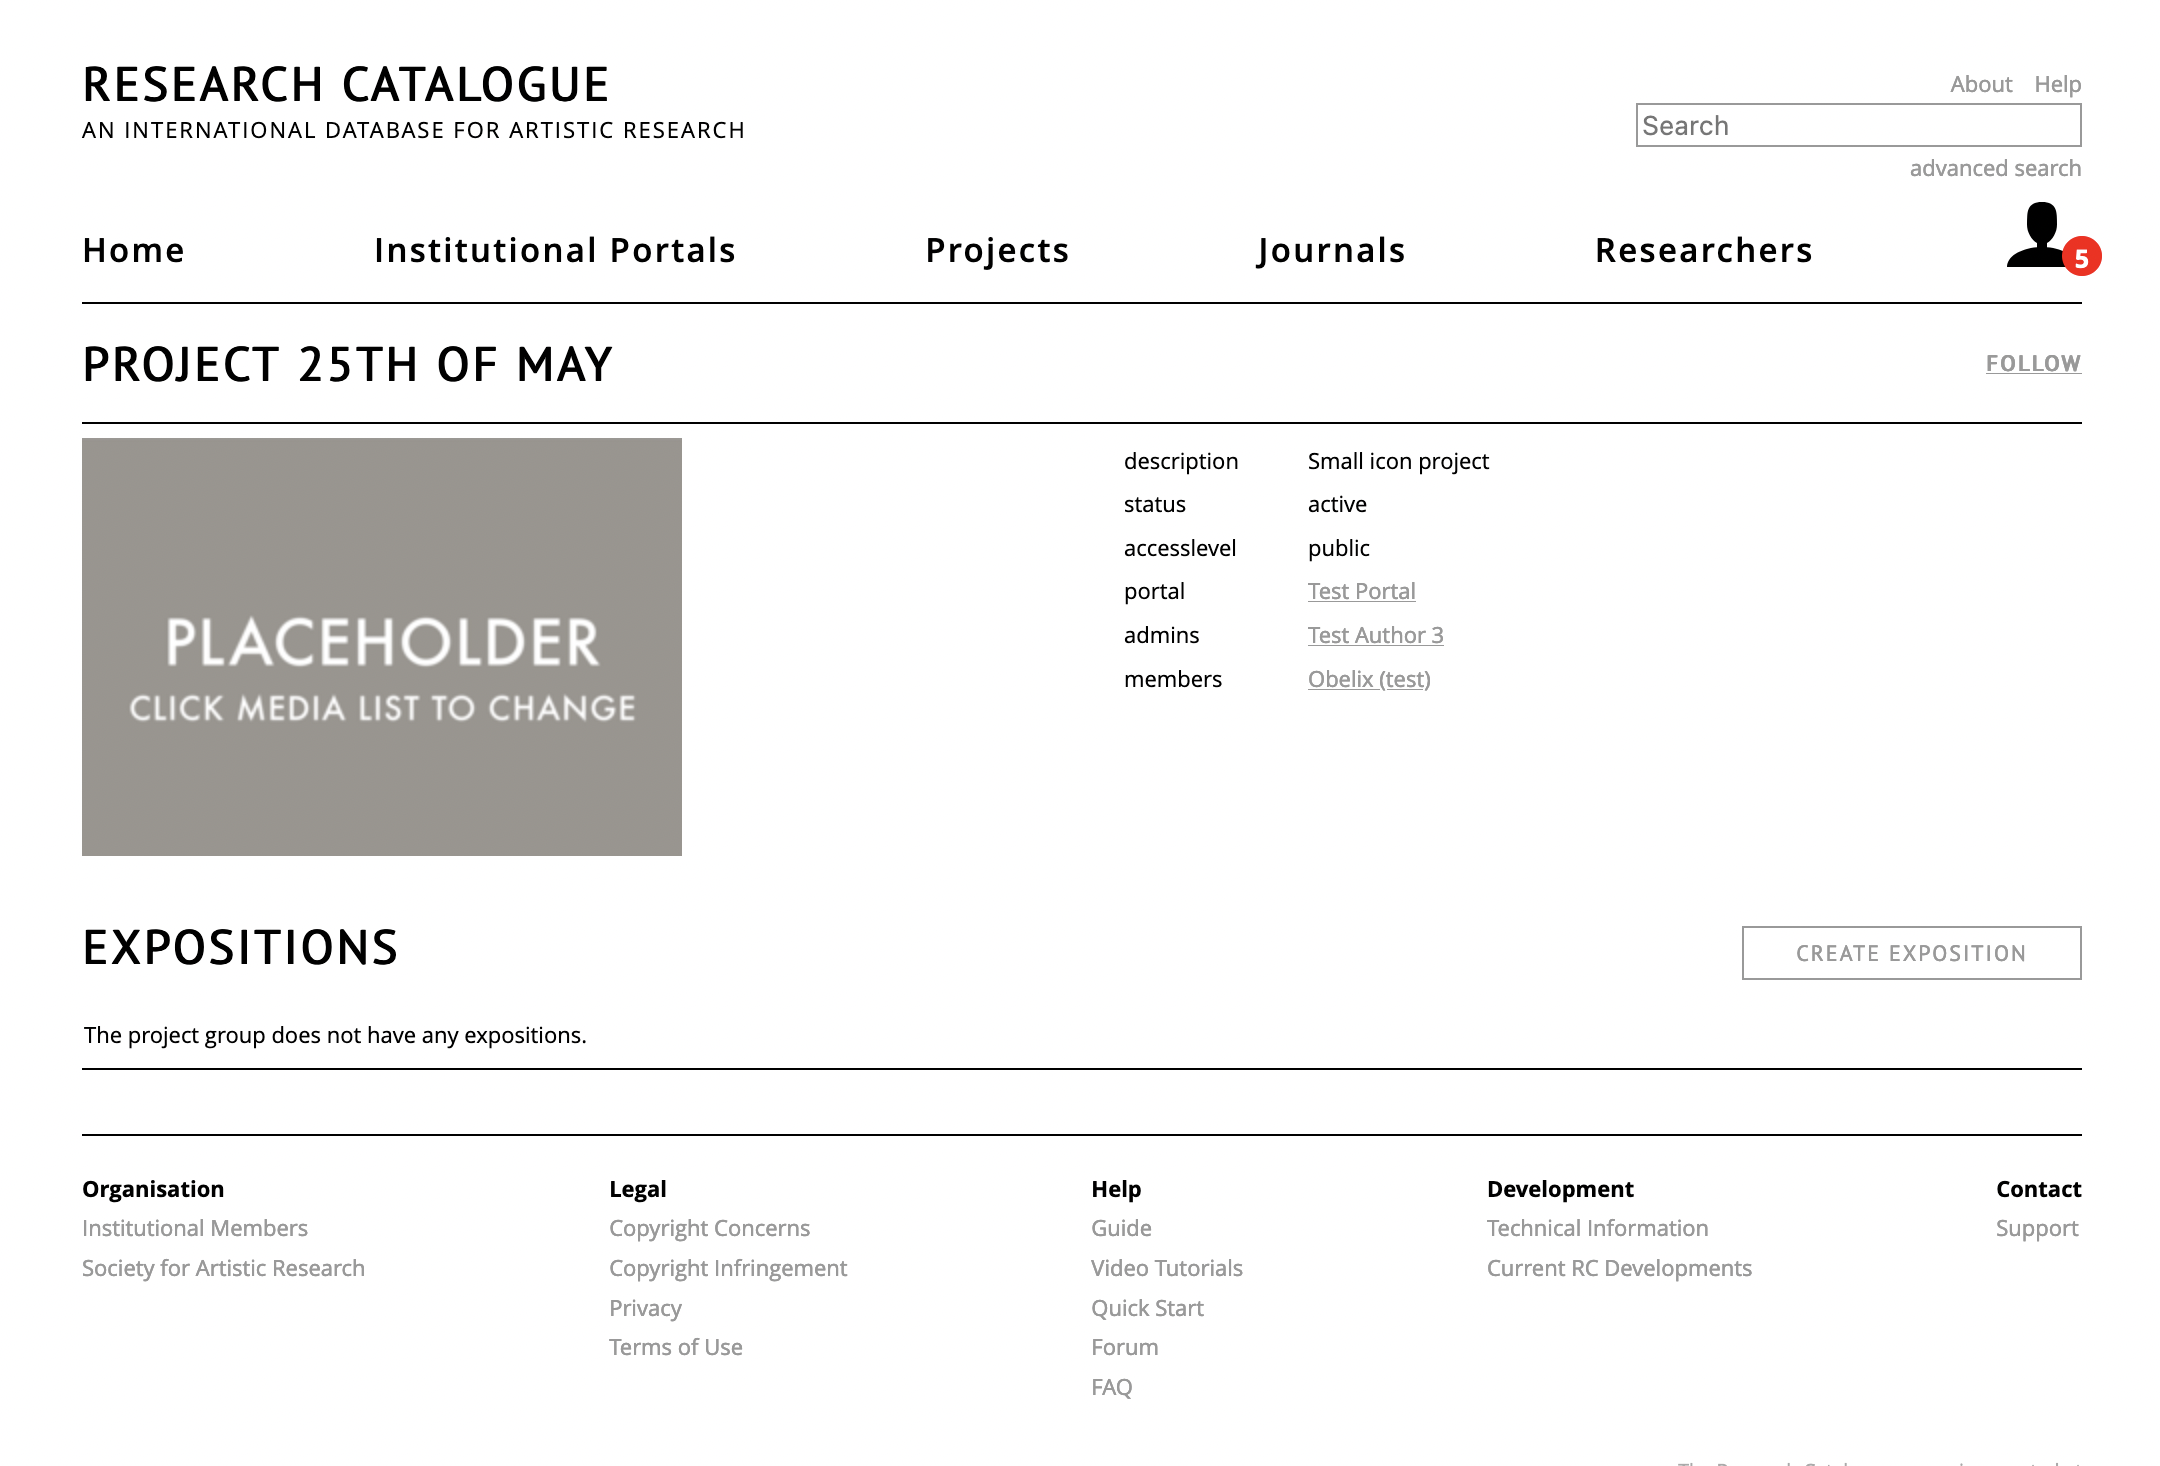 RESEARCH CATALOGUE
AN INTERNATIONAL DATABASE FOR ARTISTIC RESEARCH
About Help
Search
advanced search
Home Institutional Portals Projects Journals Researchers 5
PROJECT 25TH OF MAY FOLLOW
PLACEHOLDER
CLICK MEDIA LIST TO CHANGE
description Small icon project
status active
accesslevel public
portal Test Portal
admins Test Author 3
members Obelix (test)
EXPOSITIONS CREATE EXPOSITION
The project group does not have any expositions.
Organisation
Institutional Members
Society for Artistic Research
Legal
Copyright Concerns
Copyright Infringement
Privacy
Terms of Use
Help
Guide
Video Tutorials
Quick Start
Forum
FAQ
Development
Technical Information
Current RC Developments
Contact
Support